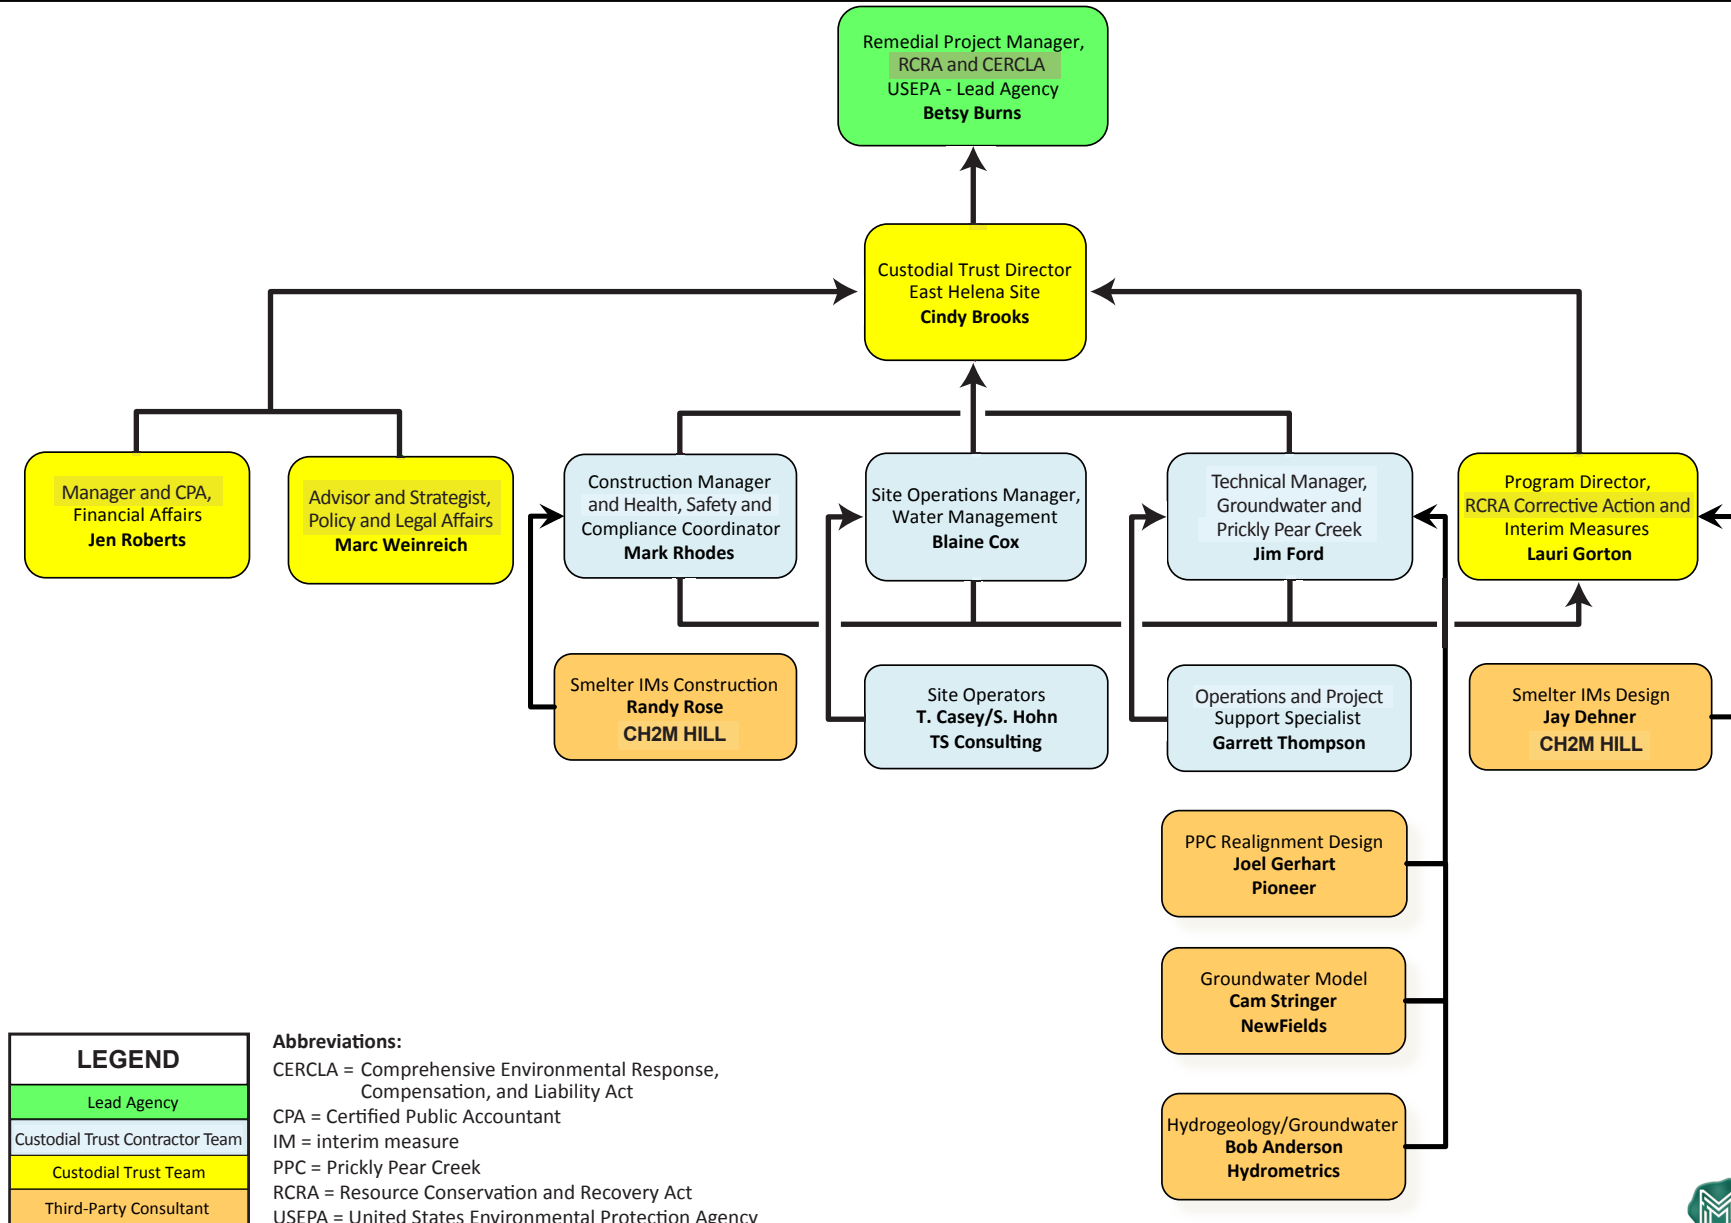 Remedial Project Manager,
RCRA and CERCLA
USEPA - Lead Agency
Betsy Burns
Custodial Trust Director
East Helena Site
Cindy Brooks
Manager and CPA,
Financial Affairs
Jen Roberts
Advisor and Strategist,
Policy and Legal Affairs
Marc Weinreich
Construction Manager
and Health, Safety and
Compliance Coordinator
Mark Rhodes
Site Operations Manager,
Water Management
Blaine Cox
Technical Manager,
Groundwater and
Prickly Pear Creek
Jim Ford
Program Director,
RCRA Corrective Action and
Interim Measures
Lauri Gorton
Smelter IMs Construction
Randy Rose
CH2M HILL
Site Operators
T. Casey/S. Hohn
TS Consulting
Operations and Project
Support Specialist
Garrett Thompson
Smelter IMs Design
Jay Dehner
CH2M HILL
PPC Realignment Design
Joel Gerhart
Pioneer
Groundwater Model
Cam Stringer
NewFields
Hydrogeology/Groundwater
Bob Anderson
Hydrometrics
LEGEND
Lead Agency
Custodial Trust Contractor Team
Custodial Trust Team
Third-Party Consultant
Abbreviations:
CERCLA = Comprehensive Environmental Response,
Compensation, and Liability Act
CPA = Certified Public Accountant
IM = interim measure
PPC = Prickly Pear Creek
RCRA = Resource Conservation and Recovery Act
USEPA = United States Environmental Protection Agency